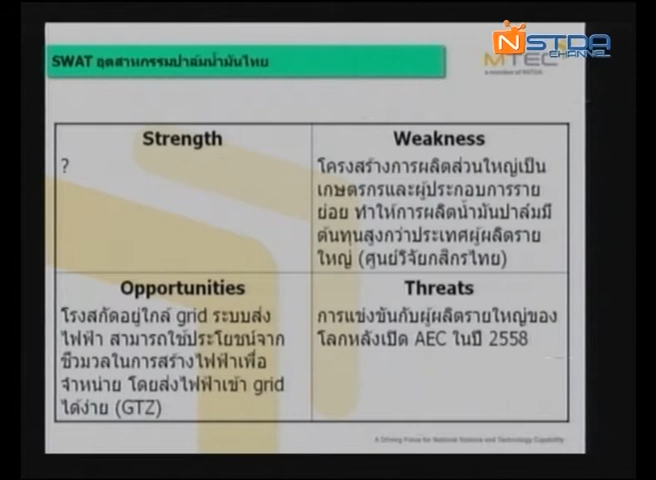 NSTDA
CHANNEL
MTEC
a member of NSTDA
SWAT อุตสาหกรรมปาล์มน้ำมันไทย
Strength
?
Weakness
โครงสร้างการผลิตส่วนใหญ่เป็น
เกษตรกรและผู้ประกอบการราย
ย่อย ทำให้การผลิตน้ำมันปาล์มมี
ต้นทุนสูงกว่าประเทศผู้ผลิตราย
ใหญ่ (ศูนย์วิจัยกสิกรไทย)
Opportunities
โรงสกัดอยู่ใกล้ grid ระบบส่ง
ไฟฟ้า สามารถใช้ประโยชน์จาก
ชีวมวลในการสร้างไฟฟ้าเพื่อ
จำหน่าย โดยส่งไฟฟ้าเข้า grid
ได้ง่าย (GTZ)
Threats
การแข่งขันกับผู้ผลิตรายใหญ่ของ
โลกหลังเปิด AEC ในปี 2558
A Driving Force for National Science and Technology Capability